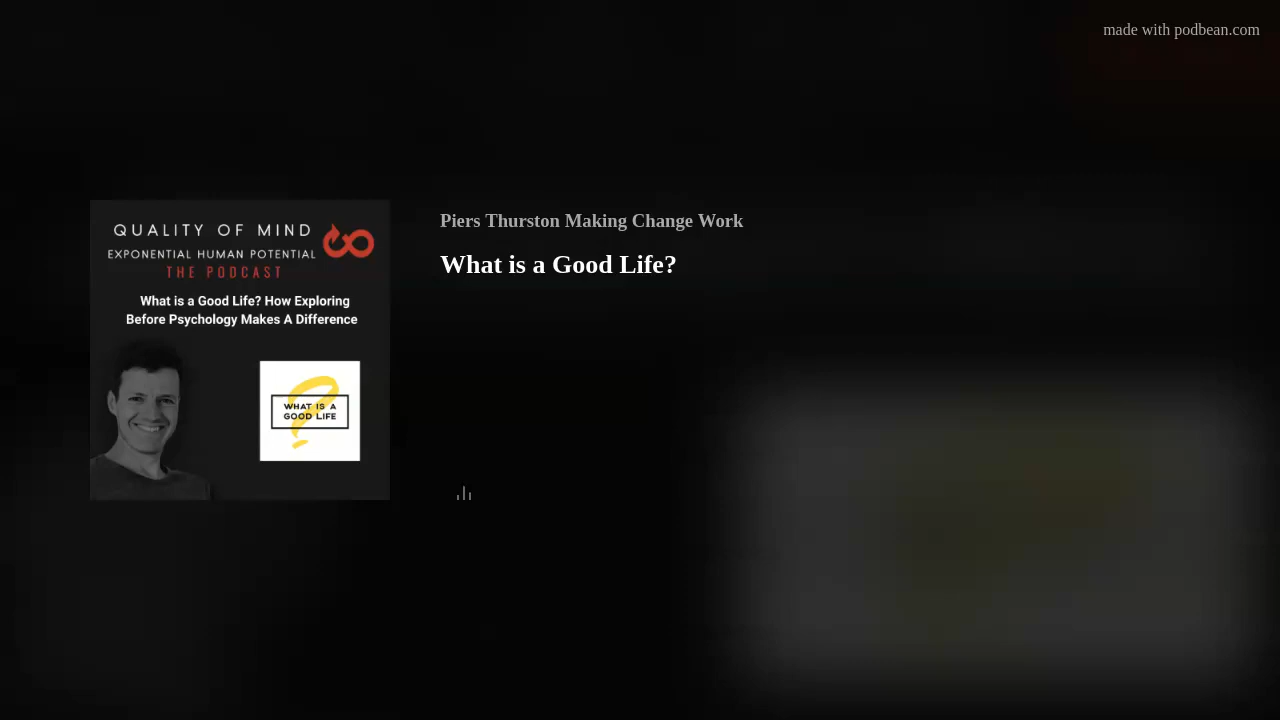 made with podbean.com
QUALITY OF MIND
EXPONENTIAL HUMAN POTENTIAL
THE PODCAST
What is a Good Life? How Exploring
Before Psychology Makes A Difference
WHAT IS A
GOOD LIFE
Piers Thurston Making Change Work
What is a Good Life?